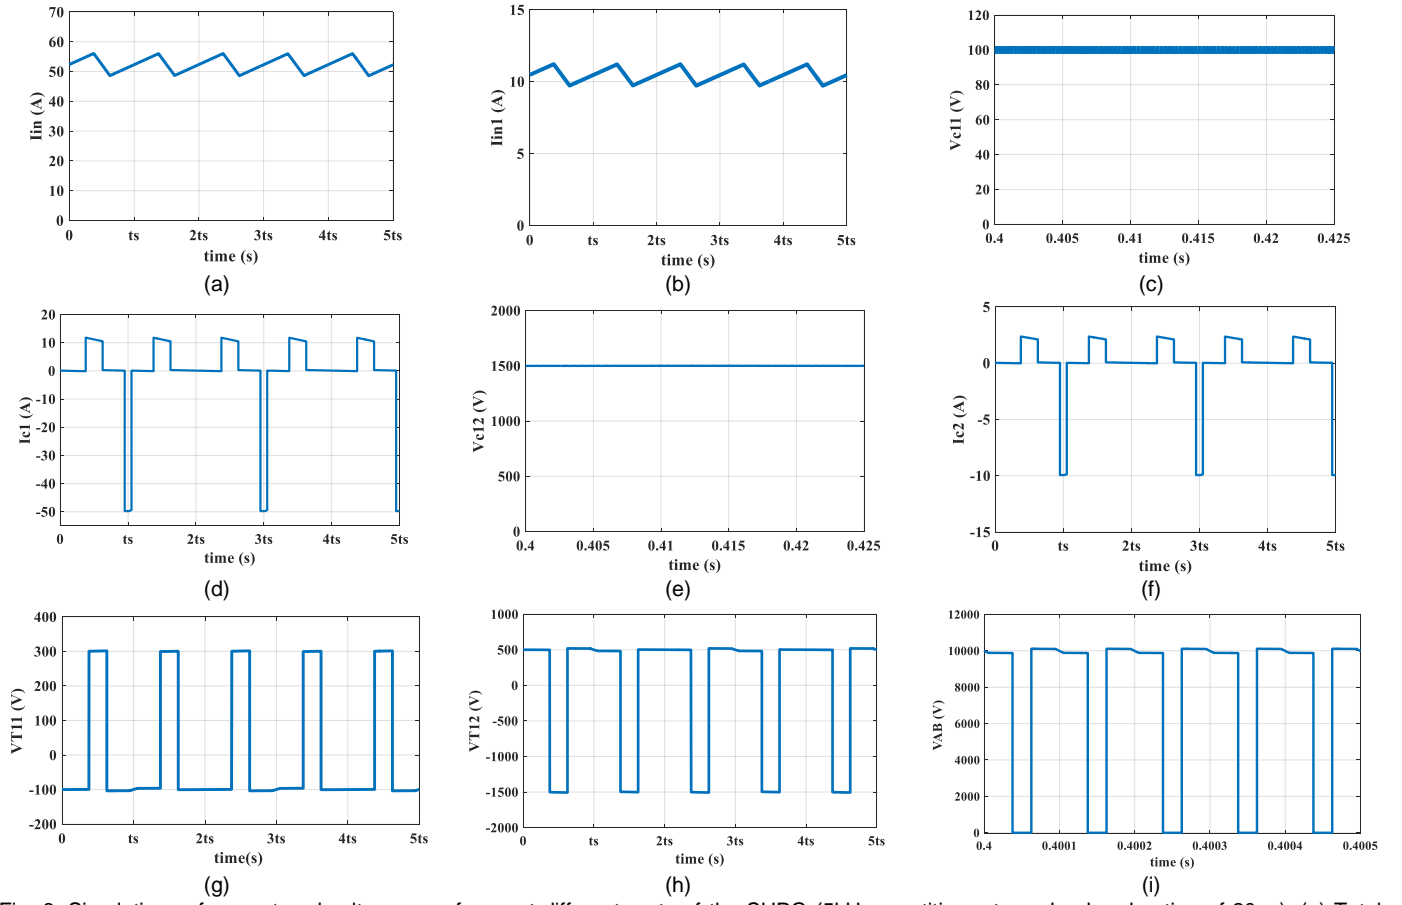 70
60
50
40
30
20
10
0
Iin (A)
0 ts 2ts 3ts 4ts 5ts
time (s)
(a)
15
10
5
0
Iin1 (A)
0 ts 2ts 3ts 4ts 5ts
time (s)
(b)
120
100
80
60
40
20
0
Vc11 (V)
0.4 0.405 0.41 0.415 0.42 0.425
time (s)
(c)
20
10
0
-10
-20
-30
-40
-50
Ic1 (A)
0 ts 2ts 3ts 4ts 5ts
time (s)
(d)
2000
1500
1000
500
0
Vc12 (V)
0.4 0.405 0.41 0.415 0.42 0.425
time (s)
(e)
5
0
-5
-10
-15
Ic2 (A)
0 ts 2ts 3ts 4ts 5ts
time (s)
(f)
400
300
200
100
0
-100
-200
VT11 (V)
0 ts 2ts 3ts 4ts 5ts
time(s)
(g)
1000
500
0
-500
-1000
-1500
-2000
VT12 (V)
0 ts 2ts 3ts 4ts 5ts
time (s)
(h)
12000
10000
8000
6000
4000
2000
0
VAB (V)
0.4 0.4001 0.4002 0.4003 0.4004 0.4005
time (s)
(i)